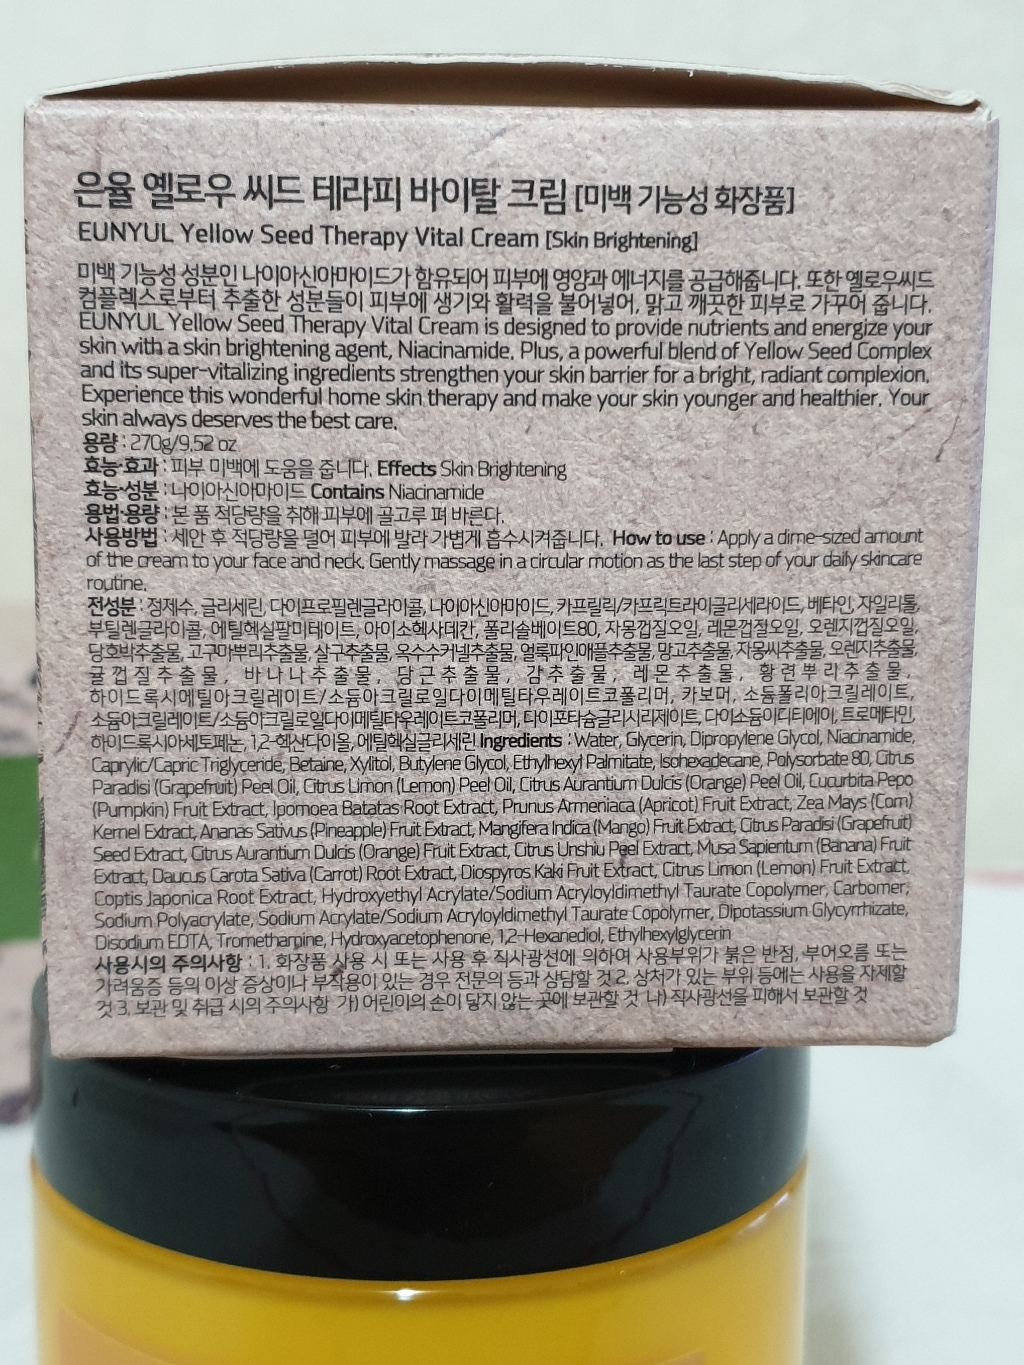 은율 옐로우 씨드 테라피 바이탈 크림 [미백 기능성 화장품]
EUNYUL Yellow Seed Therapy Vital Cream [Skin Brightening]
미백 기능성 성분인 나이아신아마이드가 함유되어 피부에 영양과 에너지를 공급해줍니다. 또한 옐로우씨드
컴플렉스로부터 추출한 성분들이 피부에 생기와 활력을 불어넣어, 맑고 깨끗한 피부로 가꾸어 줍니다.
EUNYUL Yellow Seed Therapy Vital Cream is designed to provide nutrients and energize your
skin with a skin brightening agent, Niacinamide. Plus, a powerful blend of Yellow Seed Complex
and its super-vitalizing ingredients strengthen your skin barrier for a bright, radiant complexion.
Experience this wonderful home skin therapy and make your skin younger and healthier. Your
skin always deserves the best care.
용량 : 270g/9.52 oz
효능·효과 : 피부 미백에 도움을 줍니다. Effects Skin Brightening
효능·성분 : 나이아신아마이드 Contains Niacinamide
용법·용량 : 본 품 적당량을 취해 피부에 골고루 펴 바른다.
사용방법 : 세안 후 적당량을 덜어 피부에 발라 가볍게 흡수시켜줍니다. How to use : Apply a dime-sized amount
of the cream to your face and neck. Gently massage in a circular motion as the last step of your daily skincare
routine.
전성분 : 정제수, 글리세린, 다이프로필렌글라이콜, 나이아신아마이드, 카프릴릭/카프릭트라이글리세라이드, 베타인, 자일리톨,
부틸렌글라이콜, 에틸헥실팔미테이트, 아이소헥사데칸, 폴리솔베이트80, 자몽껍질오일, 레몬껍질오일, 오렌지껍질오일,
당호박추출물, 고구마뿌리추출물, 살구추출물, 옥수수커넬추출물, 얼룩파인애플추출물, 망고추출물, 자몽씨추출물, 오렌지추출물,
귤껍질추출물, 바나나추출물, 당근추출물, 감추출물, 레몬추출물, 황련뿌리추출물,
하이드록시에틸아크릴레이트/소듐아크릴로일다이메틸타우레이트코폴리머, 카보머, 소듐폴리아크릴레이트,
소듐아크릴레이트/소듐아크릴로일다이메틸타우레이트코폴리머, 다이포타슘글리시리제이트, 다이소듐이디티에이, 트로메타민,
하이드록시아세토페논, 1,2-헥산다이올, 에틸헥실글리세린 Ingredients : Water, Glycerin, Dipropylene Glycol, Niacinamide,
Caprylic/Capric Triglyceride, Betaine, Xylitol, Butylene Glycol, Ethylhexyl Palmitate, Isohexadecane, Polysorbate 80, Citrus
Paradisi (Grapefruit) Peel Oil, Citrus Limon (Lemon) Peel Oil, Citrus Aurantium Dulcis (Orange) Peel Oil, Cucurbita Pepo
(Pumpkin) Fruit Extract, Ipomoea Batatas Root Extract, Prunus Armeniaca (Apricot) Fruit Extract, Zea Mays (Corn)
Kernel Extract, Ananas Sativus (Pineapple) Fruit Extract, Mangifera Indica (Mango) Fruit Extract, Citrus Paradisi (Grapefruit)
Seed Extract, Citrus Aurantium Dulcis (Orange) Fruit Extract, Citrus Unshiu Peel Extract, Musa Sapientum (Banana) Fruit
Extract, Daucus Carota Sativa (Carrot) Root Extract, Diospyros Kaki Fruit Extract, Citrus Limon (Lemon) Fruit Extract,
Coptis Japonica Root Extract, Hydroxyethyl Acrylate/Sodium Acryloyldimethyl Taurate Copolymer, Carbomer,
Sodium Polyacrylate, Sodium Acrylate/Sodium Acryloyldimethyl Taurate Copolymer, Dipotassium Glycyrrhizate,
Disodium EDTA, Tromethamine, Hydroxyacetophenone, 1,2-Hexanediol, Ethylhexylglycerin
사용시의 주의사항 : 1. 화장품 사용 시 또는 사용 후 직사광선에 의하여 사용부위가 붉은 반점, 부어오름 또는
가려움증 등의 이상 증상이나 부작용이 있는 경우 전문의 등과 상담할 것 2. 상처가 있는 부위 등에는 사용을 자제할
것 3. 보관 및 취급 시의 주의사항 가) 어린이의 손이 닿지 않는 곳에 보관할 것 나) 직사광선을 피해서 보관할 것